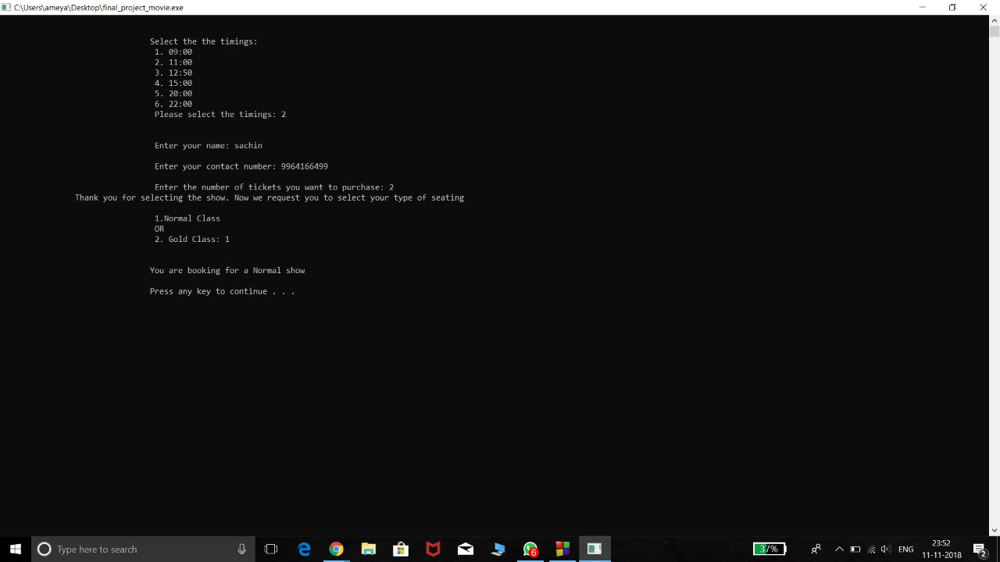 C:\Users\ameya\Desktop\final_project_movie.exe
Select the the timings:
1. 09:00
2. 11:00
3. 12:50
4. 15:00
5. 20:00
6. 22:00
Please select the timings: 2
Enter your name: sachin
Enter your contact number: 9964166499
Enter the number of tickets you want to purchase: 2
Thank you for selecting the show. Now we request you to select your type of seating
1.Normal Class
OR
2. Gold Class: 1
You are booking for a Normal show
Press any key to continue . . .
Type here to search
6
37%
ENG
23:52
11-11-2018
2